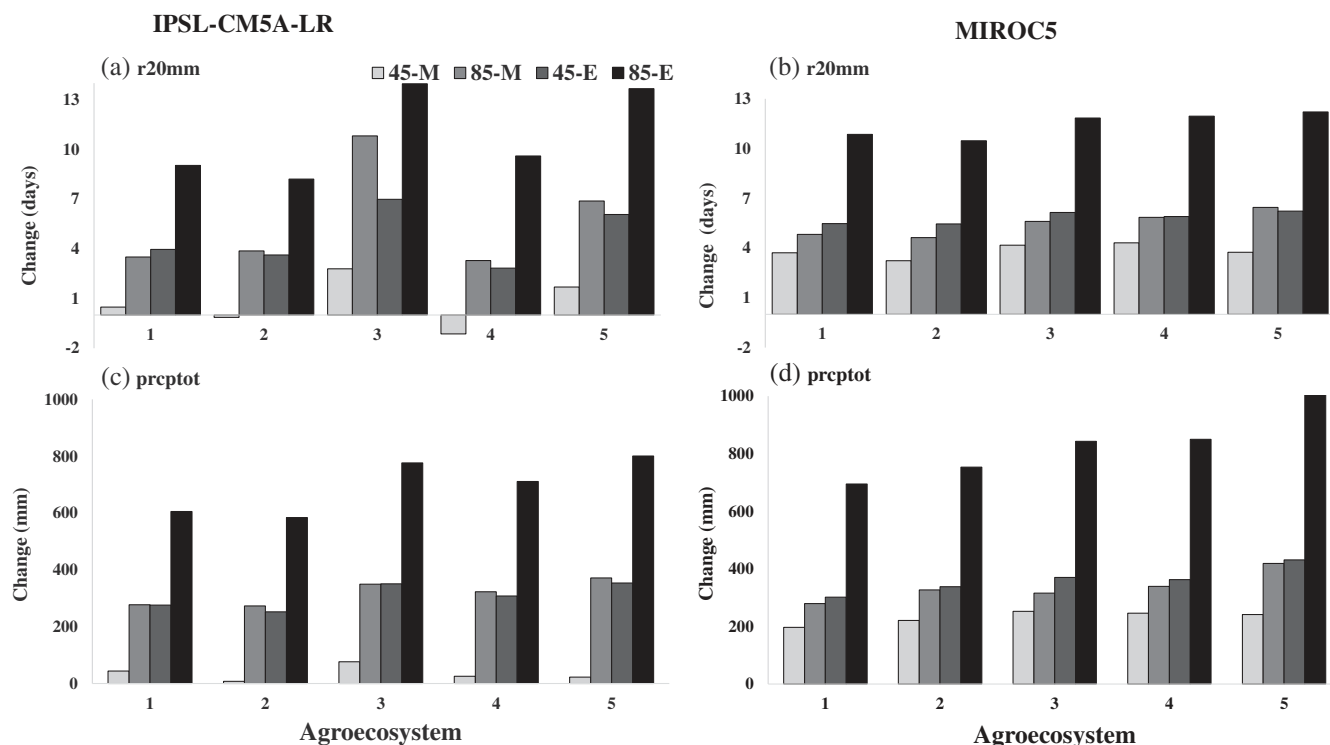 IPSL-CM5A-LR
MIROC5
(a) r20mm
45-M 85-M 45-E 85-E
Change (days)
13
10
7
4
1
-2
1 2 3 4 5
(b) r20mm
Change (days)
13
10
7
4
1
-2
1 2 3 4 5
(c) prcptot
Change (mm)
1000
800
600
400
200
0
1 2 3 4 5
Agroecosystem
(d) prcptot
Change (mm)
1000
800
600
400
200
0
1 2 3 4 5
Agroecosystem